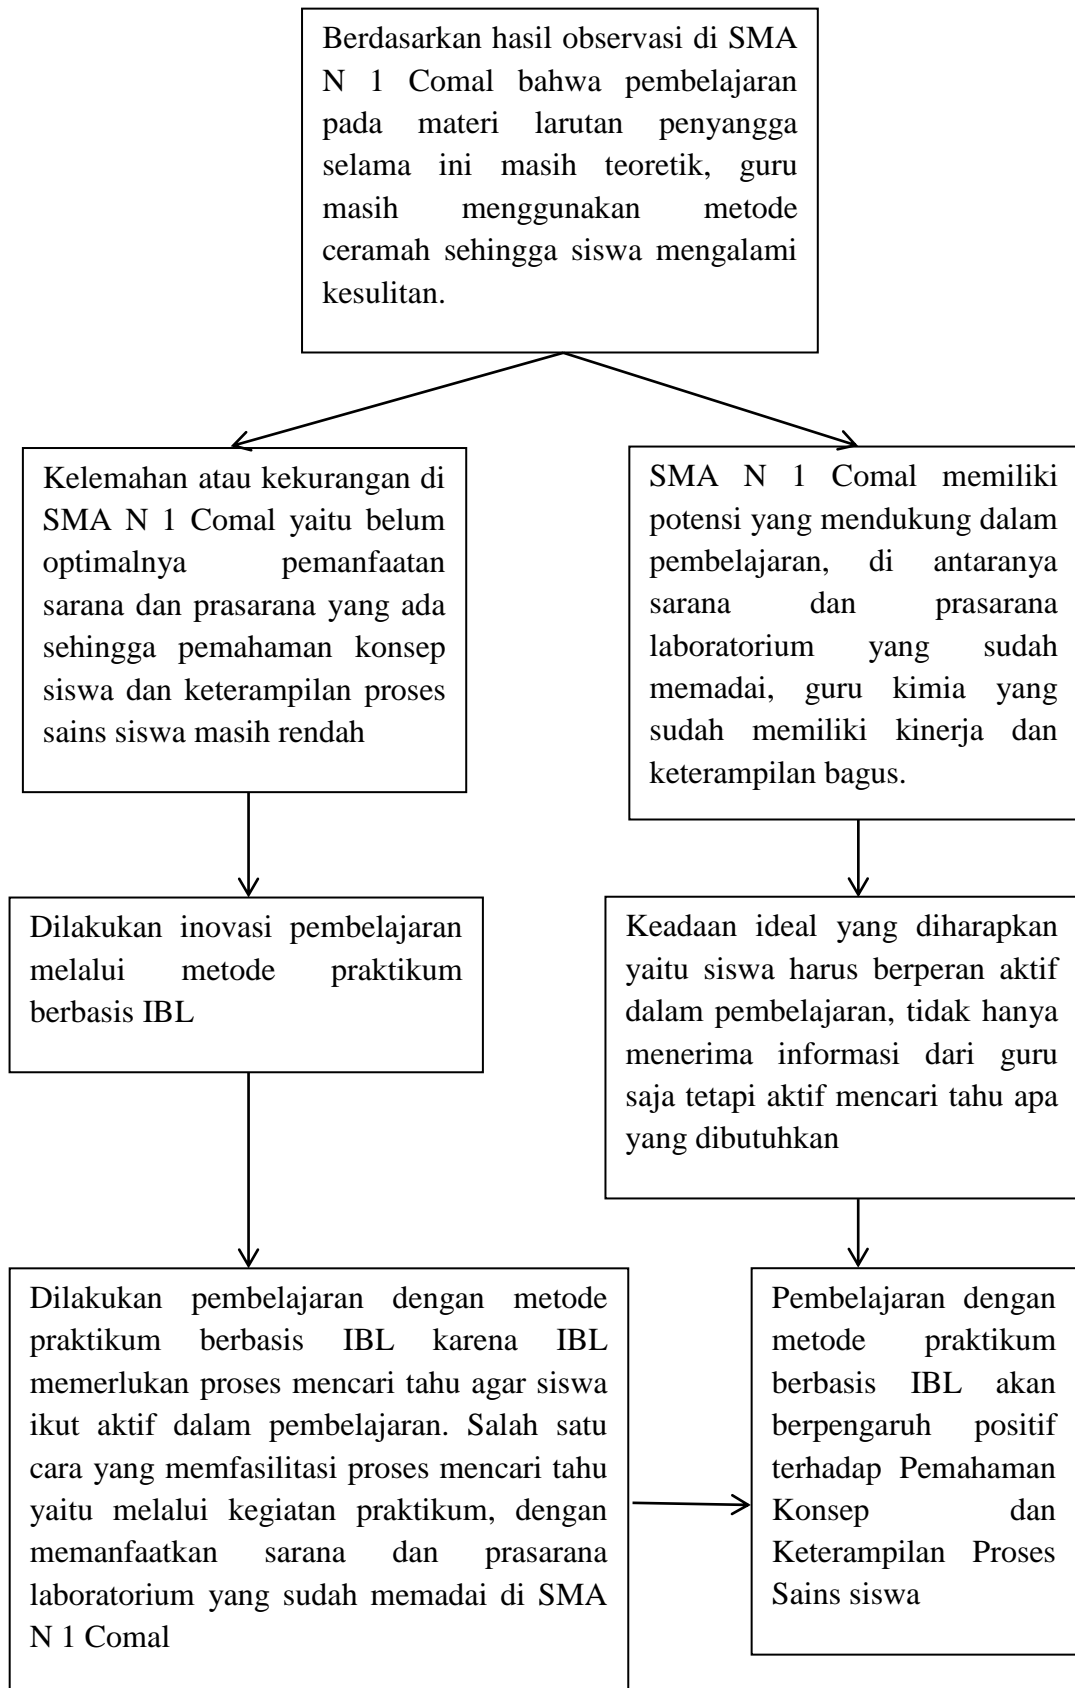 Berdasarkan hasil observasi di SMA
N 1 Comal bahwa pembelajaran
pada materi larutan penyangga
selama ini masih teoretik, guru
masih menggunakan metode
ceramah sehingga siswa mengalami
kesulitan.
Kelemahan atau kekurangan di
SMA N 1 Comal yaitu belum
optimalnya pemanfaatan
sarana dan prasarana yang ada
sehingga pemahaman konsep
siswa dan keterampilan proses
sains siswa masih rendah
SMA N 1 Comal memiliki
potensi yang mendukung dalam
pembelajaran, di antaranya
sarana dan prasarana
laboratorium yang sudah
memadai, guru kimia yang
sudah memiliki kinerja dan
keterampilan bagus.
Dilakukan inovasi pembelajaran
melalui metode praktikum
berbasis IBL
Keadaan ideal yang diharapkan
yaitu siswa harus berperan aktif
dalam pembelajaran, tidak hanya
menerima informasi dari guru
saja tetapi aktif mencari tahu apa
yang dibutuhkan
Dilakukan pembelajaran dengan metode
praktikum berbasis IBL karena IBL
memerlukan proses mencari tahu agar siswa
ikut aktif dalam pembelajaran. Salah satu
cara yang memfasilitasi proses mencari tahu
yaitu melalui kegiatan praktikum, dengan
memanfaatkan sarana dan prasarana
laboratorium yang sudah memadai di SMA
N 1 Comal
Pembelajaran dengan
metode praktikum
berbasis IBL akan
berpengaruh positif
terhadap Pemahaman
Konsep dan
Keterampilan Proses
Sains siswa